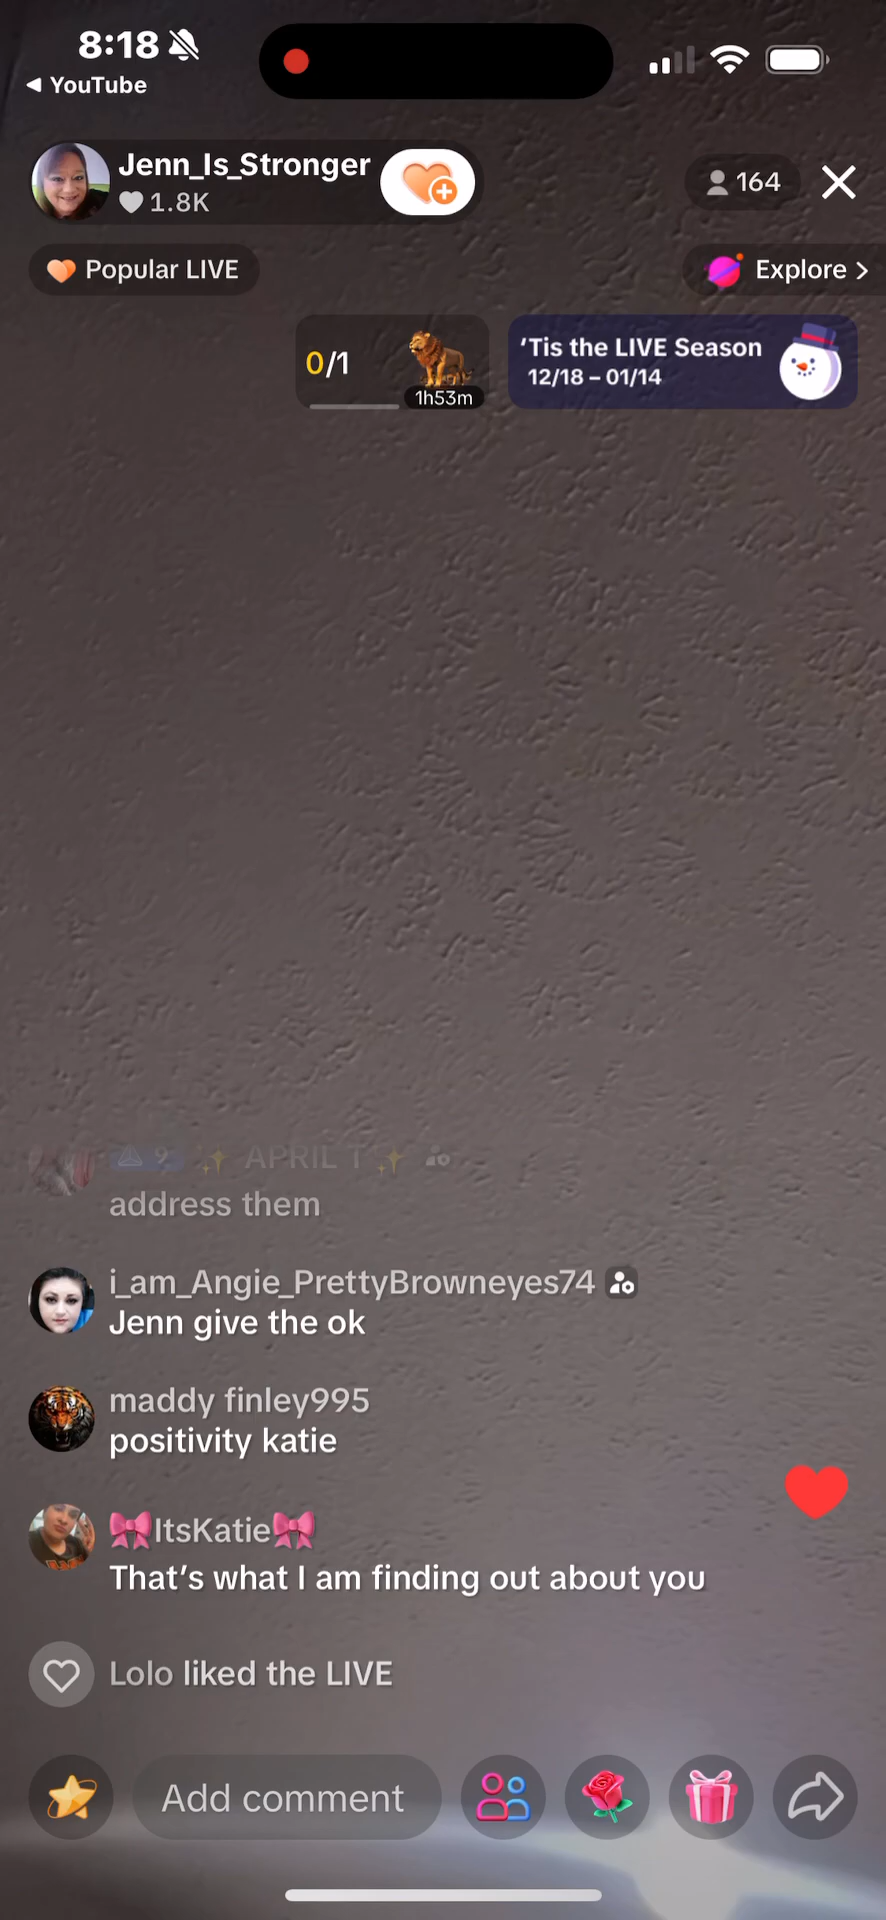 8:18
◀ YouTube
Jenn_Is_Stronger
1.8K
164
Popular LIVE
Explore >
0/1
1h53m
'Tis the LIVE Season
12/18 – 01/14
9 ✨ APRIL T ✨
address them
i_am_Angie_PrettyBrowneyes74
Jenn give the ok
maddy finley995
positivity katie
🎀ItsKatie🎀
That's what I am finding out about you
Lolo liked the LIVE
Add comment